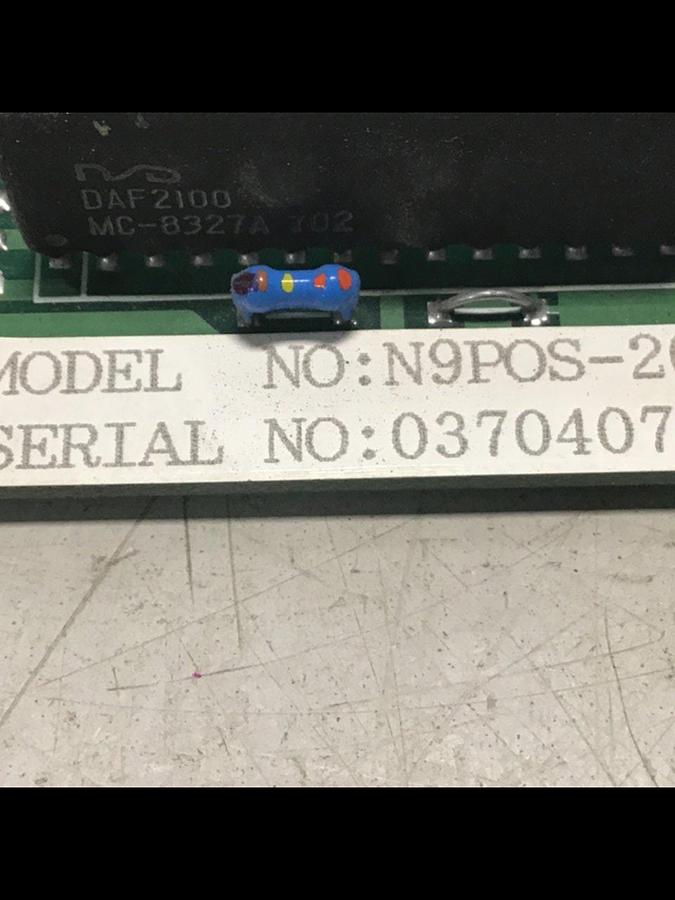 DAF2100
MC-8327A 702
MODEL NO:N9POS-2
SERIAL NO:0370407